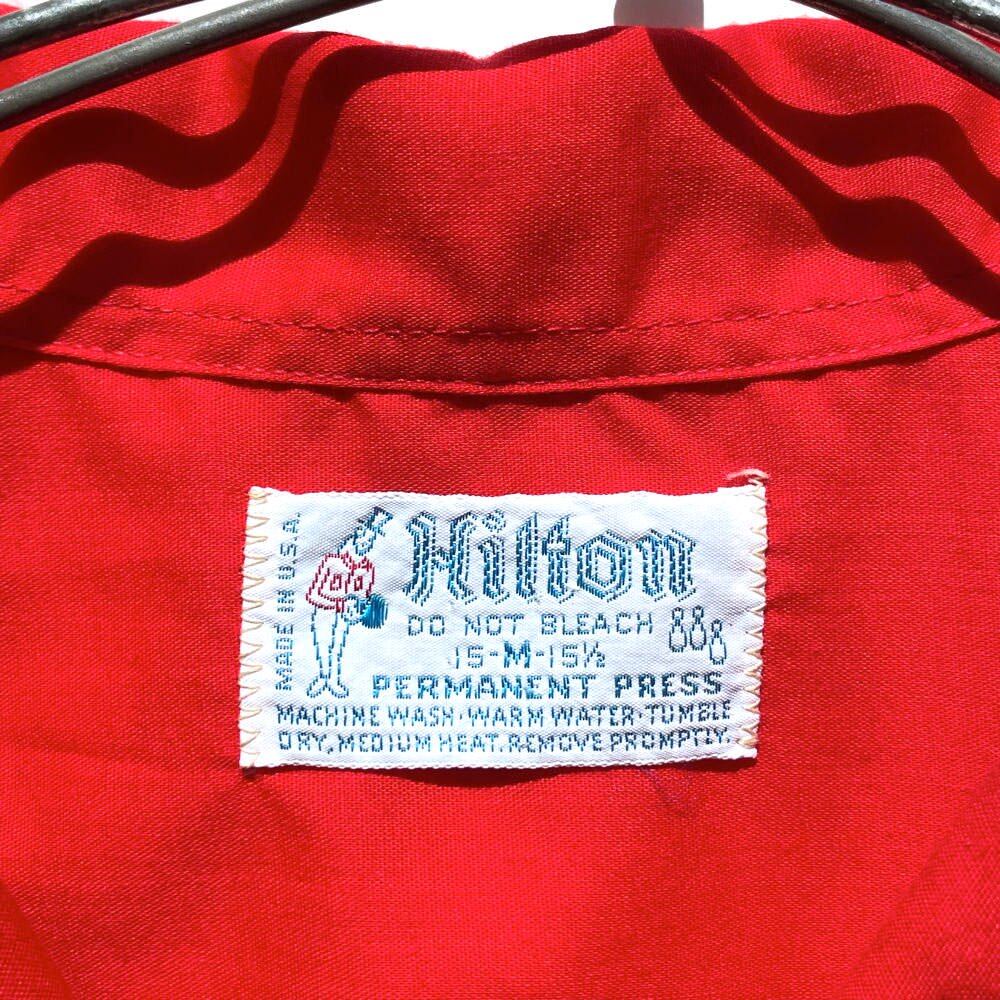 MADE IN U.S.A.
Hilton
DO NOT BLEACH
15-M-15½
PERMANENT PRESS
MACHINE WASH·WARM WATER·TUMBLE
DRY, MEDIUM HEAT. REMOVE PROMPTLY.